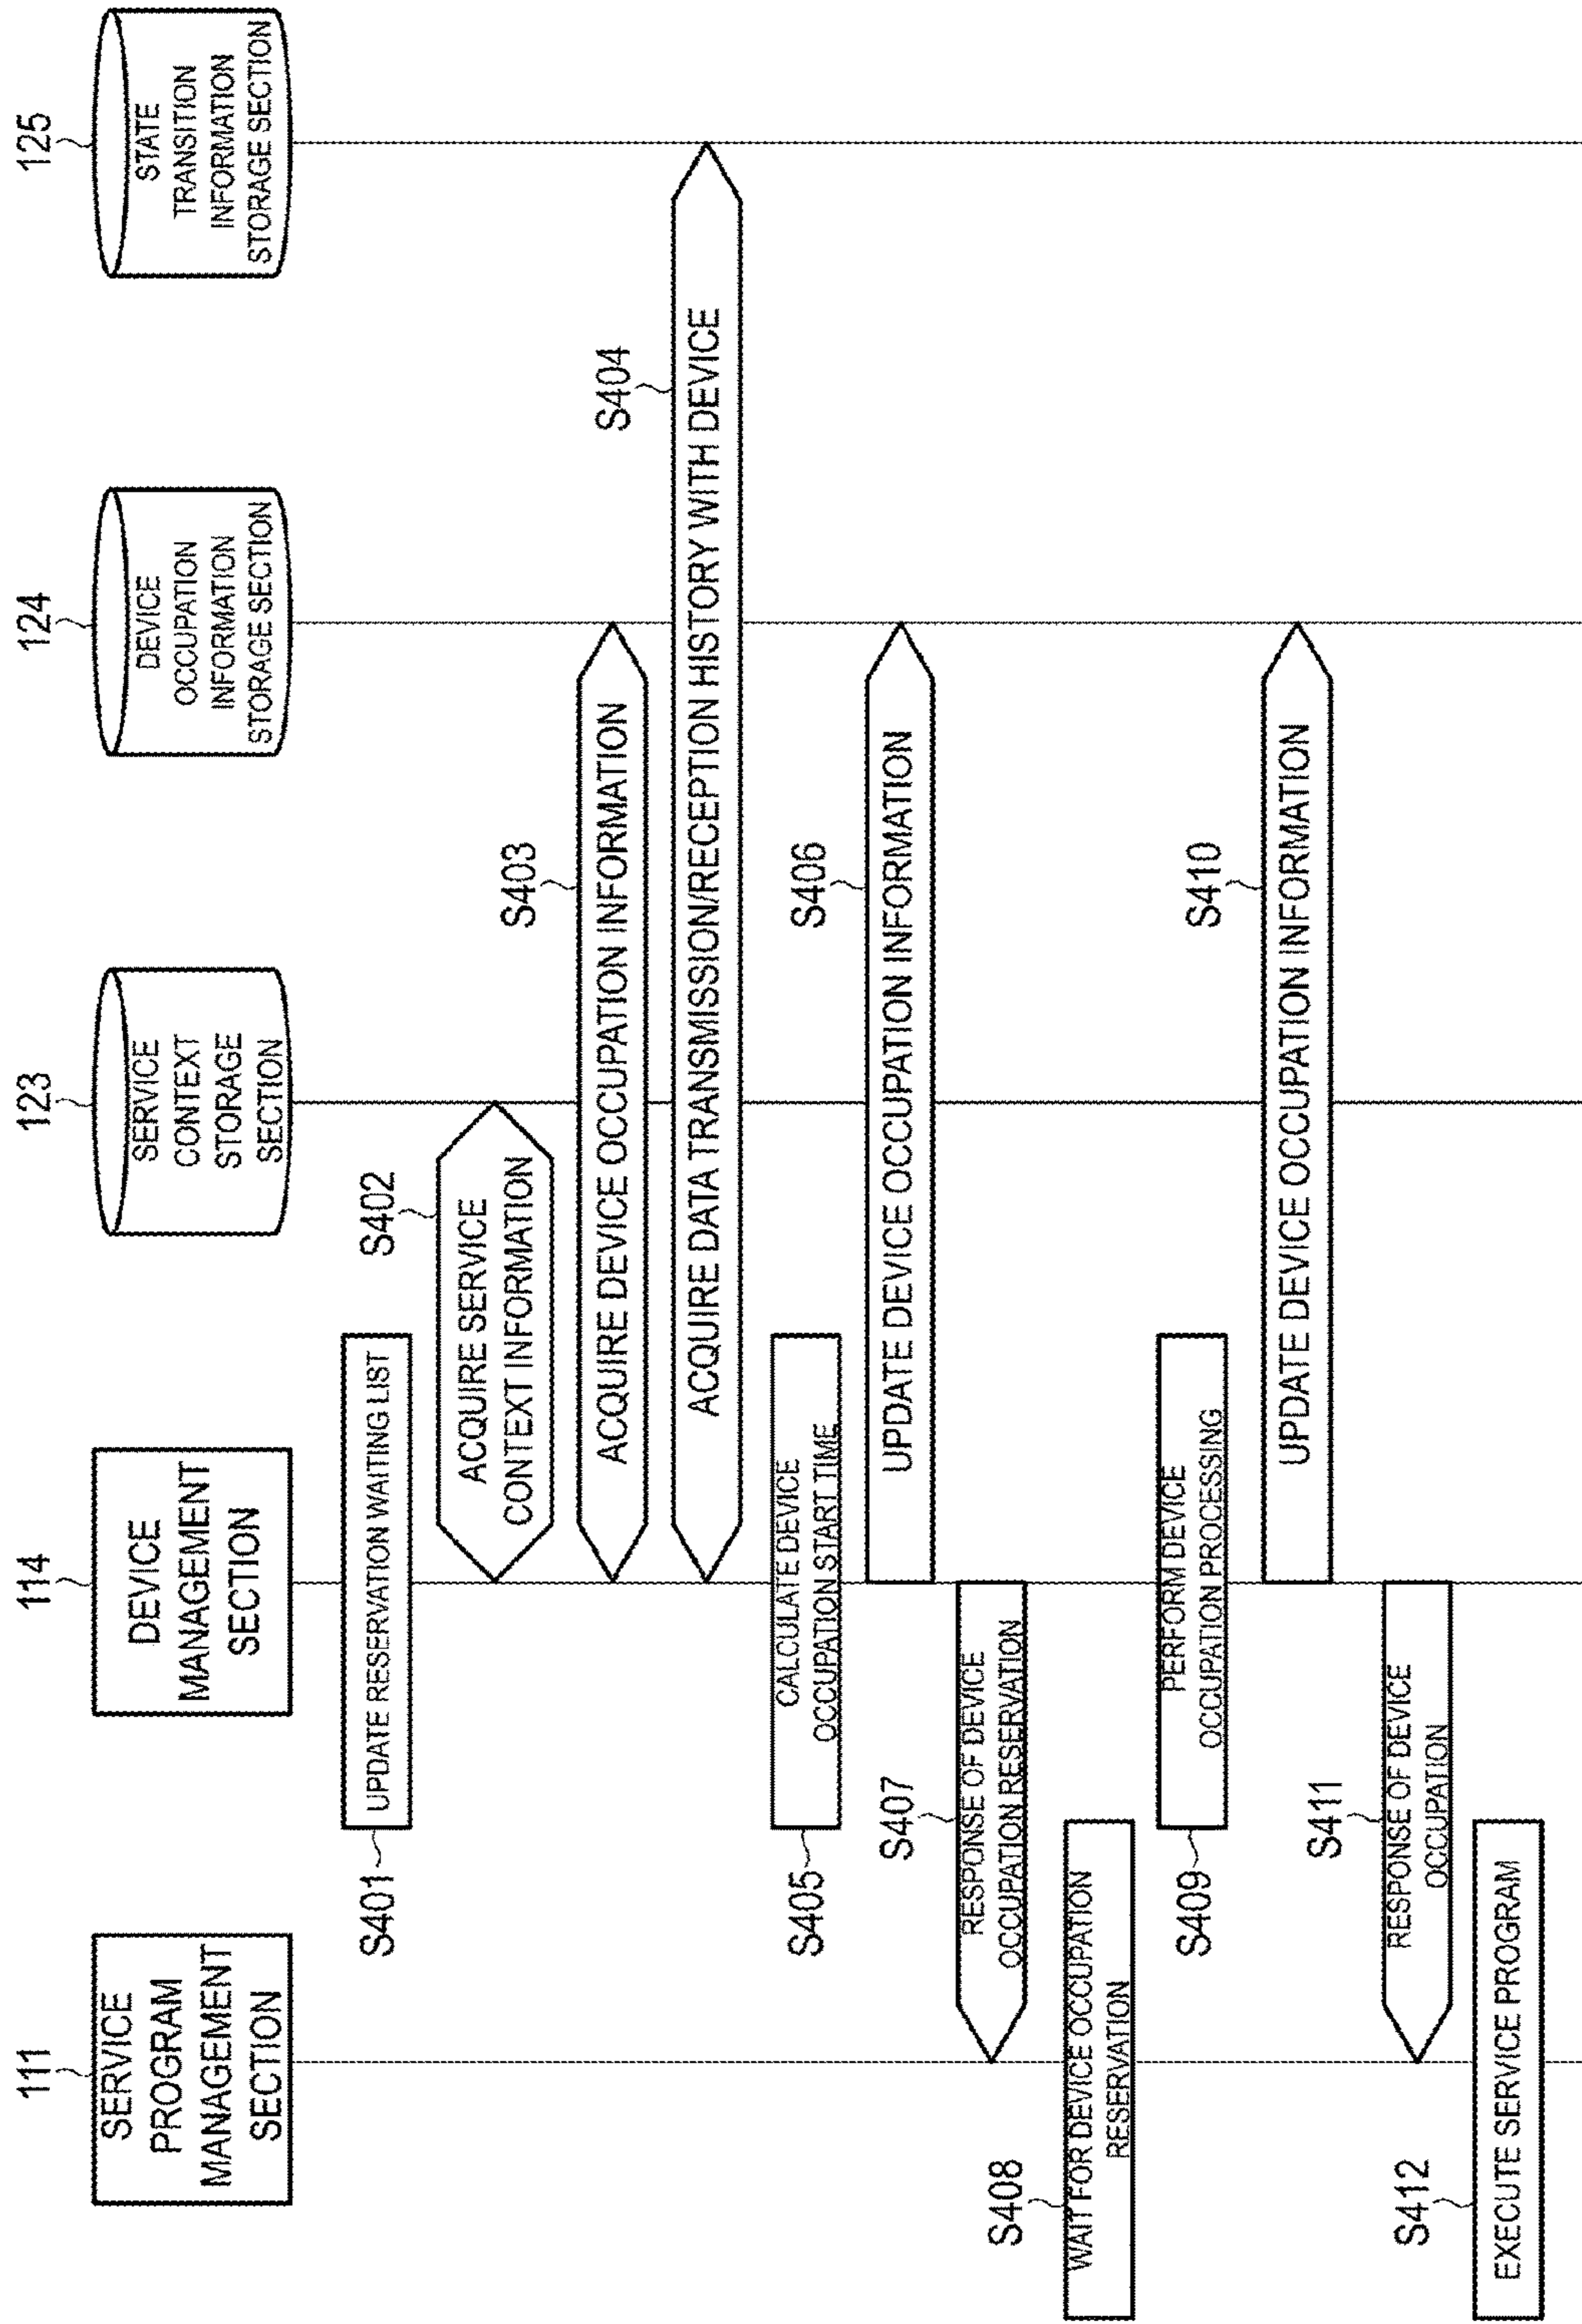 111
SERVICE
PROGRAM
MANAGEMENT
SECTION
114
DEVICE
MANAGEMENT
SECTION
123
SERVICE
CONTEXT
STORAGE
SECTION
124
DEVICE
OCCUPATION
INFORMATION
STORAGE SECTION
125
STATE
TRANSITION
INFORMATION
STORAGE SECTION
S401
UPDATE RESERVATION WAITING LIST
S402
ACQUIRE SERVICE
CONTEXT INFORMATION
S403
ACQUIRE DEVICE OCCUPATION INFORMATION
S404
ACQUIRE DATA TRANSMISSION/RECEPTION HISTORY WITH DEVICE
S405
CALCULATE DEVICE
OCCUPATION START TIME
S406
UPDATE DEVICE OCCUPATION INFORMATION
S407
RESPONSE OF DEVICE
OCCUPATION RESERVATION
S408
WAIT FOR DEVICE OCCUPATION
RESERVATION
S409
PERFORM DEVICE
OCCUPATION PROCESSING
S410
UPDATE DEVICE OCCUPATION INFORMATION
S411
RESPONSE OF DEVICE
OCCUPATION
S412
EXECUTE SERVICE PROGRAM